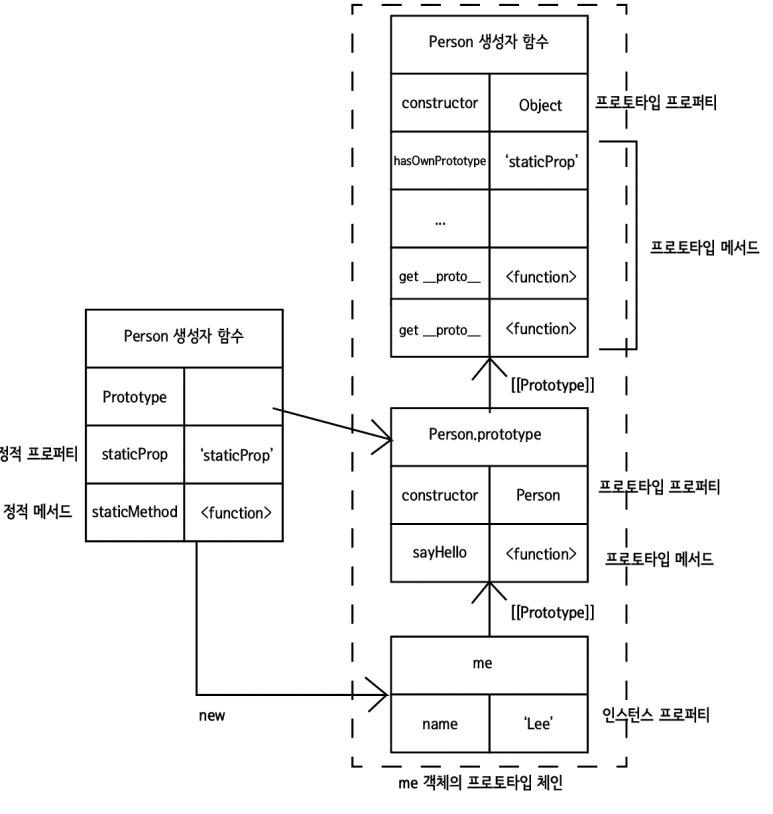 Person 생성자 함수
constructor
Object
프로토타입 프로퍼티
hasOwnPrototype
‘staticProp’
...
프로토타입 메서드
get __proto__
<function>
get __proto__
<function>
[[Prototype]]
Person 생성자 함수
Prototype
정적 프로퍼티
staticProp
‘staticProp’
정적 메서드
staticMethod
<function>
Person.prototype
constructor
Person
프로토타입 프로퍼티
sayHello
<function>
프로토타입 메서드
[[Prototype]]
me
new
name
‘Lee’
인스턴스 프로퍼티
me 객체의 프로토타입 체인